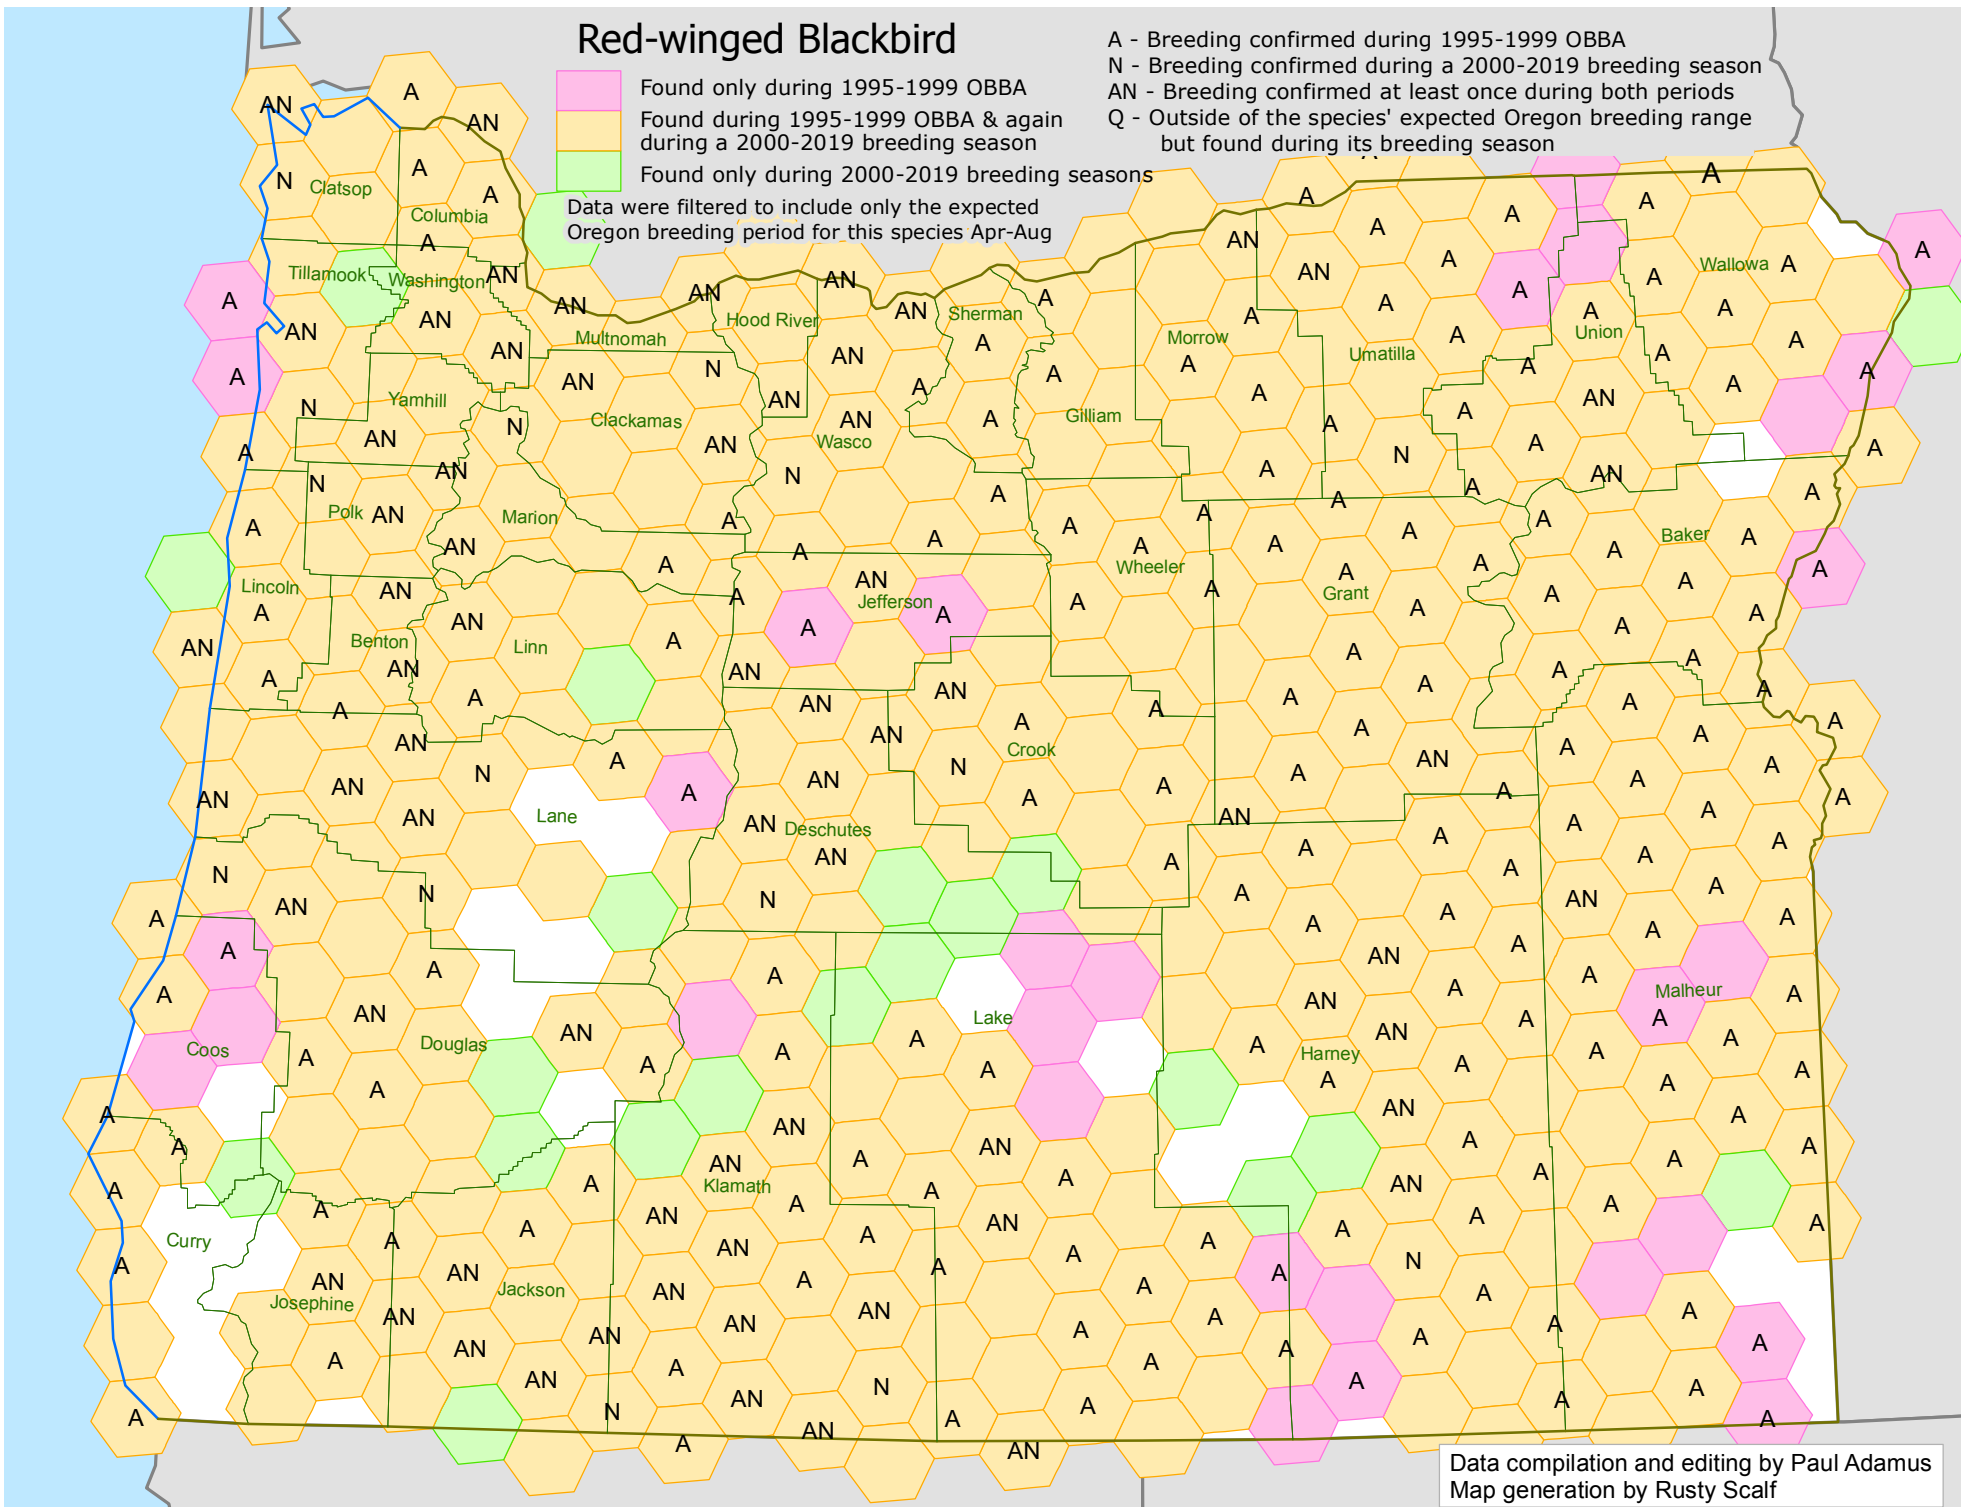 Red-winged Blackbird
Found only during 1995-1999 OBBA
Found during 1995-1999 OBBA & again
during a 2000-2019 breeding season
Found only during 2000-2019 breeding seasons
Data were filtered to include only the expected
Oregon breeding period for this species Apr-Aug
A - Breeding confirmed during 1995-1999 OBBA
N - Breeding confirmed during a 2000-2019 breeding season
AN - Breeding confirmed at least once during both periods
Q - Outside of the species' expected Oregon breeding range
but found during its breeding season
Clatsop
Columbia
Tillamook
Washington
Multnomah
Hood River
Sherman
Morrow
Umatilla
Union
Wallowa
Yamhill
Clackamas
Wasco
Gilliam
Polk
Marion
Wheeler
Baker
Lincoln
Jefferson
Grant
Benton
Linn
Crook
Lane
Deschutes
Malheur
Lake
Coos
Douglas
Harney
Klamath
Curry
Josephine
Jackson
Data compilation and editing by Paul Adamus
Map generation by Rusty Scalf